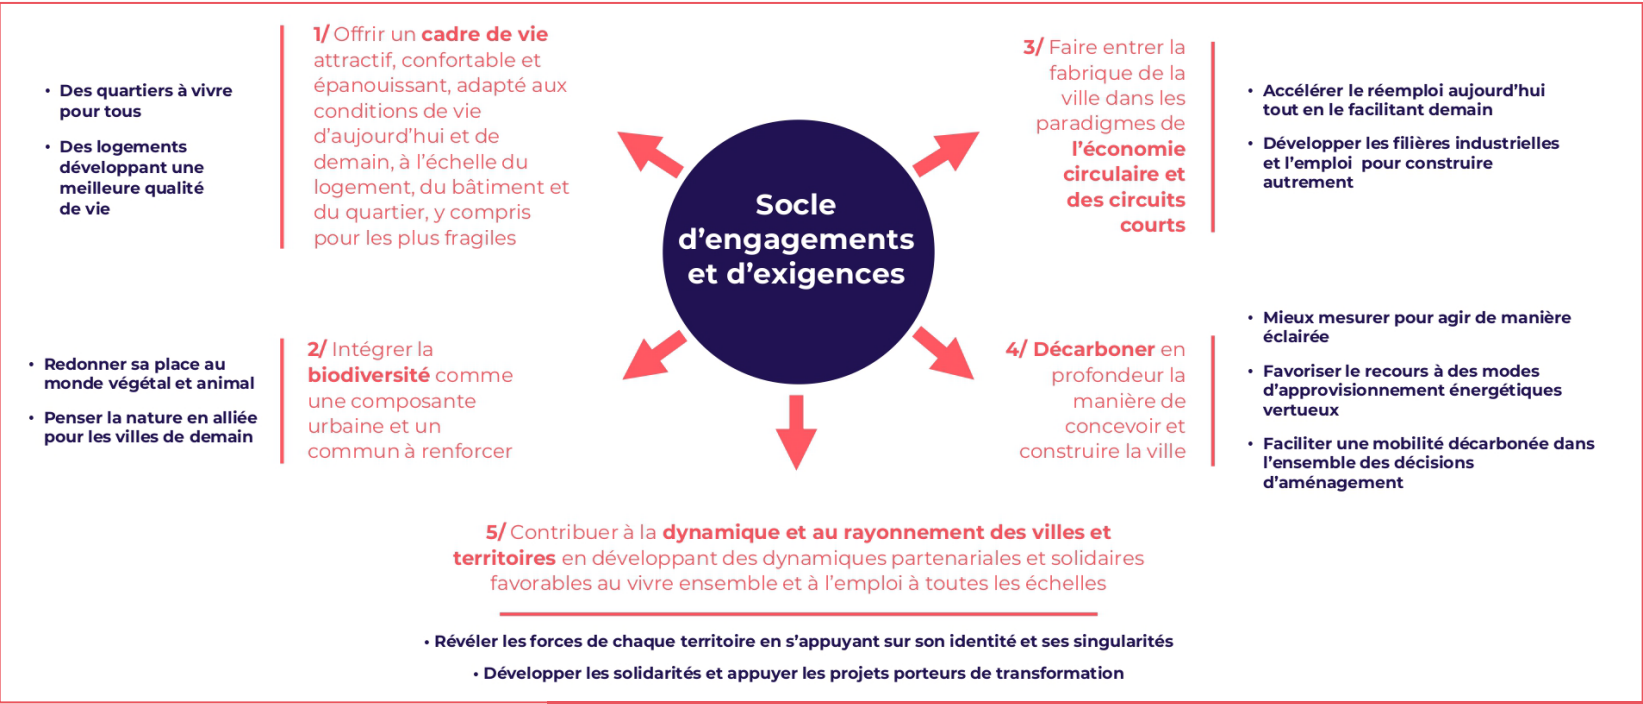 • Des quartiers à vivre
pour tous
• Des logements
développant une
meilleure qualité
de vie
1/ Offrir un cadre de vie
attractif, confortable et
épanouissant, adapté aux
conditions de vie
d’aujourd’hui et de
demain, à l’échelle du
logement, du bâtiment et
du quartier, y compris
pour les plus fragiles
• Redonner sa place au
monde végétal et animal
• Penser la nature en alliée
pour les villes de demain
2/ Intégrer la
biodiversité comme
une composante
urbaine et un
commun à renforcer
Socle
d’engagements
et d’exigences
3/ Faire entrer la
fabrique de la
ville dans les
paradigmes de
l’économie
circulaire et
des circuits
courts
• Accélérer le réemploi aujourd’hui
tout en le facilitant demain
• Développer les filières industrielles
et l’emploi pour construire
autrement
4/ Décarboner en
profondeur la
manière de
concevoir et
construire la ville
• Mieux mesurer pour agir de manière
éclairée
• Favoriser le recours à des modes
d’approvisionnement énergétiques
vertueux
• Faciliter une mobilité décarbonée dans
l’ensemble des décisions
d’aménagement
5/ Contribuer à la dynamique et au rayonnement des villes et
territoires en développant des dynamiques partenariales et solidaires
favorables au vivre ensemble et à l’emploi à toutes les échelles
• Révéler les forces de chaque territoire en s’appuyant sur son identité et ses singularités
• Développer les solidarités et appuyer les projets porteurs de transformation